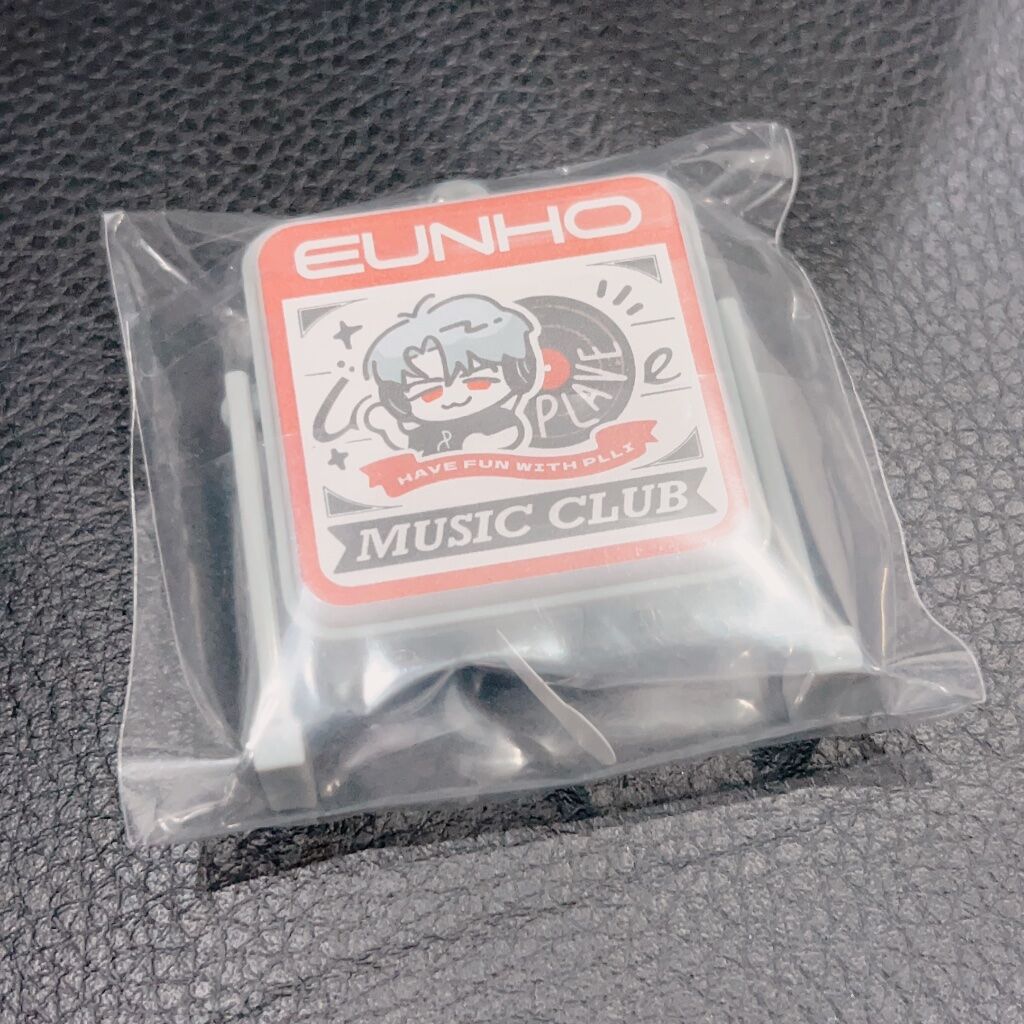 EUNHO
PLAVE
HAVE FUN WITH PLLI
MUSIC CLUB